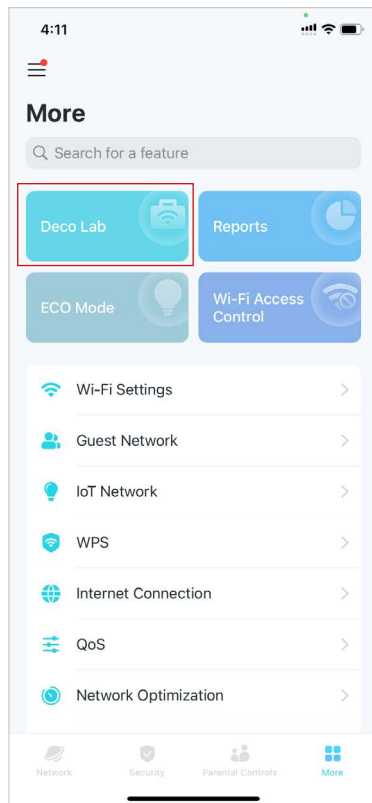 4:11
More
Search for a feature
Deco Lab
Reports
ECO Mode
Wi-Fi Access
Control
Wi-Fi Settings
Guest Network
IoT Network
WPS
Internet Connection
QoS
Network Optimization
Network
Security
Parental Controls
More